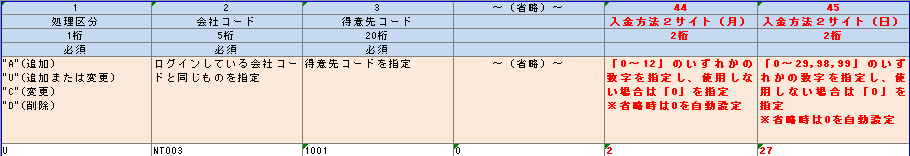 1 2 3 ～（省略）～ 44 45
処理区分 会社コード 得意先コード 入金方法２サイト（月） 入金方法２サイト（日）
1桁 5桁 20桁 2桁 2桁
必須 必須 必須
"A"(追加)
"U"(追加または変更)
"C"(変更)
"D"(削除)
ログインしている会社コー
ドと同じものを指定
得意先コードを指定
～（省略）～
「0～12」のいずれかの
数字を指定し、使用しな
い場合は「0」を指定
※省略時は0を自動設定
「0～29,98,99」のいず
れかの数字を指定し、使
用しない場合は「0」を
指定
※省略時は0を自動設定
U NT003 1001 0 2 27